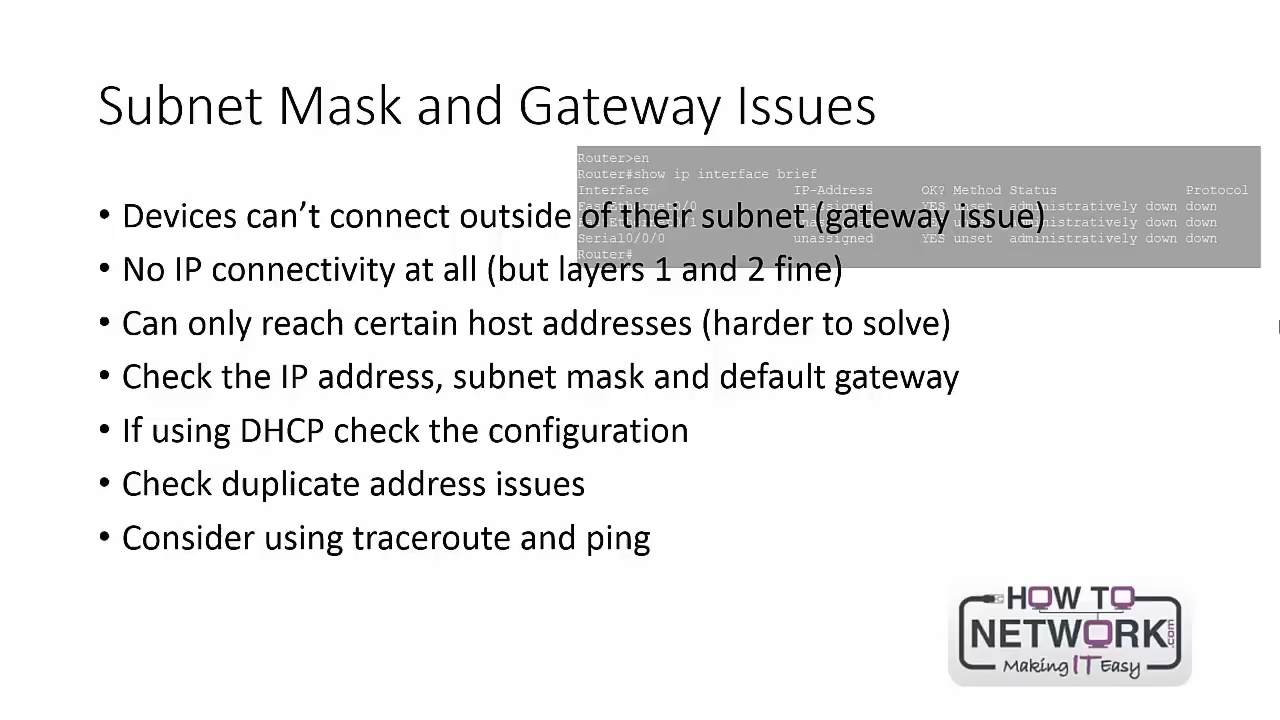 Subnet Mask and Gateway Issues
Router>en
Router#show ip interface brief
Interface IP-Address OK? Method Status Protocol
FastEthernet0/0 unassigned YES unset administratively down down
• Devices can’t connect outside of their subnet (gateway issue)
unassigned YES unset administratively down down
Serial0/0/0 unassigned YES unset administratively down down
Router#
• No IP connectivity at all (but layers 1 and 2 fine)
• Can only reach certain host addresses (harder to solve)
• Check the IP address, subnet mask and default gateway
• If using DHCP check the configuration
• Check duplicate address issues
• Consider using traceroute and ping
HOW TO
NETWORK.com
Making IT Easy